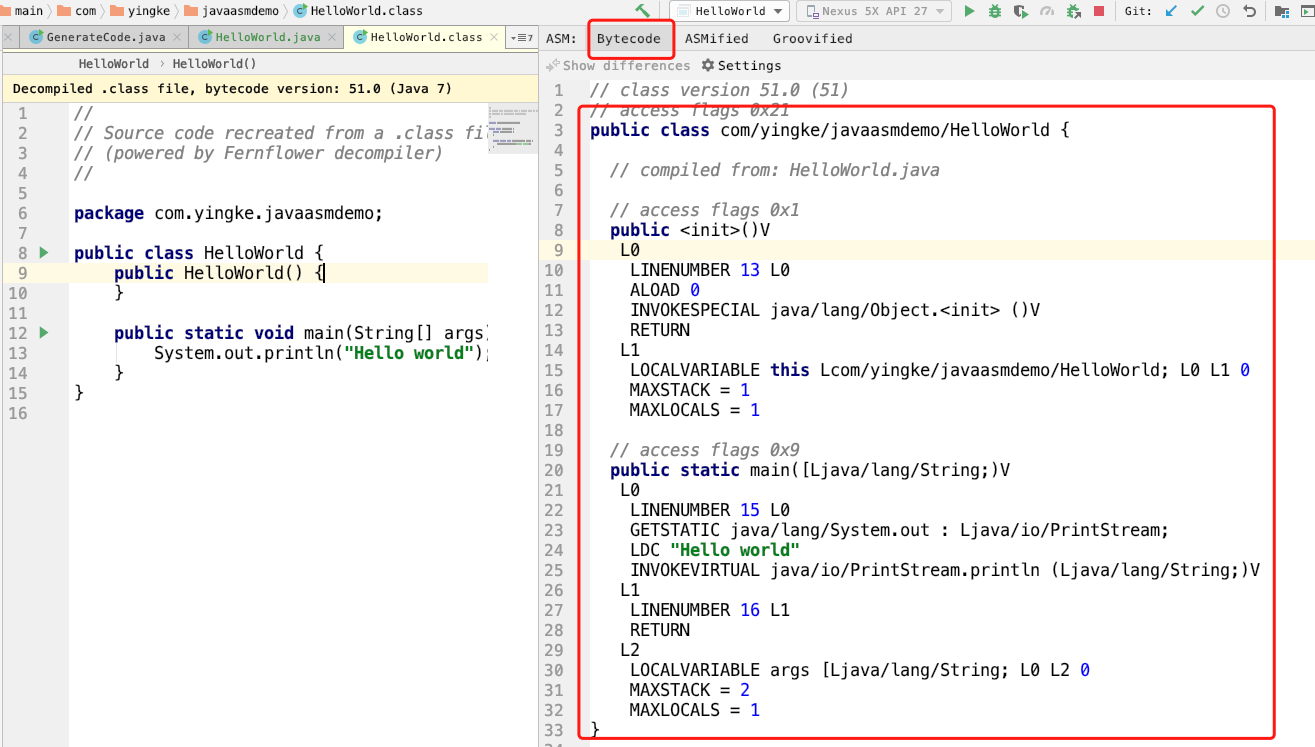 main com yingke javaasmdemo HelloWorld.class HelloWorld Nexus 5X API 27 Git:
GenerateCode.java HelloWorld.java HelloWorld.class 7
HelloWorld HelloWorld()
Decompiled .class file, bytecode version: 51.0 (Java 7)
1 //
2 // Source code recreated from a .class fil
3 // (powered by Fernflower decompiler)
4 //
5
6 package com.yingke.javaasmdemo;
7
8 public class HelloWorld {
9 public HelloWorld() {
10 }
11
12 public static void main(String[] args)
13 System.out.println("Hello world");
14 }
15 }
16
ASM: Bytecode ASMified Groovified
Show differences Settings
1 // class version 51.0 (51)
2 // access flags 0x21
3 public class com/yingke/javaasmdemo/HelloWorld {
4
5 // compiled from: HelloWorld.java
6
7 // access flags 0x1
8 public <init>()V
9 L0
10 LINENUMBER 13 L0
11 ALOAD 0
12 INVOKESPECIAL java/lang/Object.<init> ()V
13 RETURN
14 L1
15 LOCALVARIABLE this Lcom/yingke/javaasmdemo/HelloWorld; L0 L1 0
16 MAXSTACK = 1
17 MAXLOCALS = 1
18
19 // access flags 0x9
20 public static main([Ljava/lang/String;)V
21 L0
22 LINENUMBER 15 L0
23 GETSTATIC java/lang/System.out : Ljava/io/PrintStream;
24 LDC "Hello world"
25 INVOKEVIRTUAL java/io/PrintStream.println (Ljava/lang/String;)V
26 L1
27 LINENUMBER 16 L1
28 RETURN
29 L2
30 LOCALVARIABLE args [Ljava/lang/String; L0 L2 0
31 MAXSTACK = 2
32 MAXLOCALS = 1
33 }